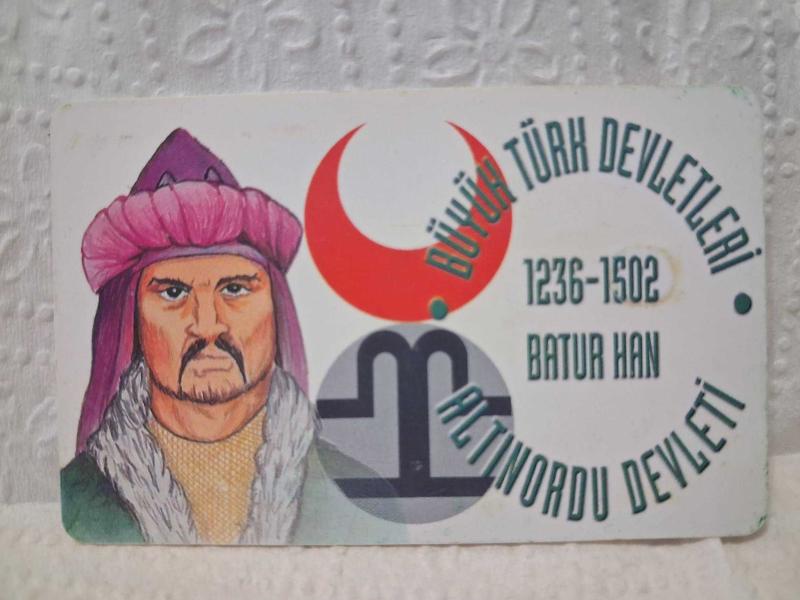 BÜYÜK TÜRK DEVLETLERİ
1236-1502
BATUR HAN
ALTINORDU DEVLETİ